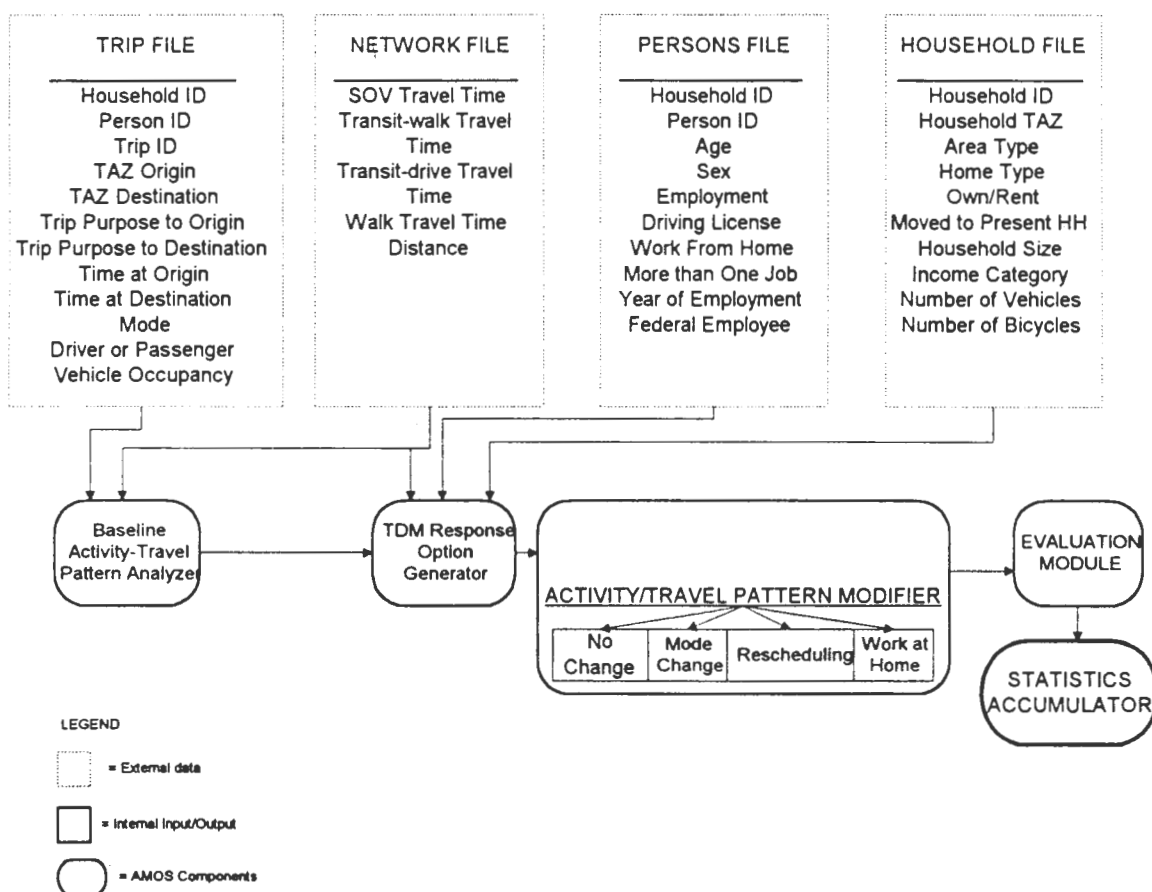 TRIP FILE
Household ID
Person ID
Trip ID
TAZ Origin
TAZ Destination
Trip Purpose to Origin
Trip Purpose to Destination
Time at Origin
Time at Destination
Mode
Driver or Passenger
Vehicle Occupancy
NETWORK FILE
SOV Travel Time
Transit-walk Travel
Time
Transit-drive Travel
Time
Walk Travel Time
Distance
PERSONS FILE
Household ID
Person ID
Age
Sex
Employment
Driving License
Work From Home
More than One Job
Year of Employment
Federal Employee
HOUSEHOLD FILE
Household ID
Household TAZ
Area Type
Home Type
Own/Rent
Moved to Present HH
Household Size
Income Category
Number of Vehicles
Number of Bicycles
Baseline
Activity-Travel
Pattern Analyzer
TDM Response
Option
Generator
ACTIVITY/TRAVEL PATTERN MODIFIER
No
Change
Mode
Change
Rescheduling
Work at
Home
EVALUATION
MODULE
STATISTICS
ACCUMULATOR
LEGEND
= External data
= Internal Input/Output
= AMOS Components